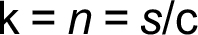 k = n = s/c